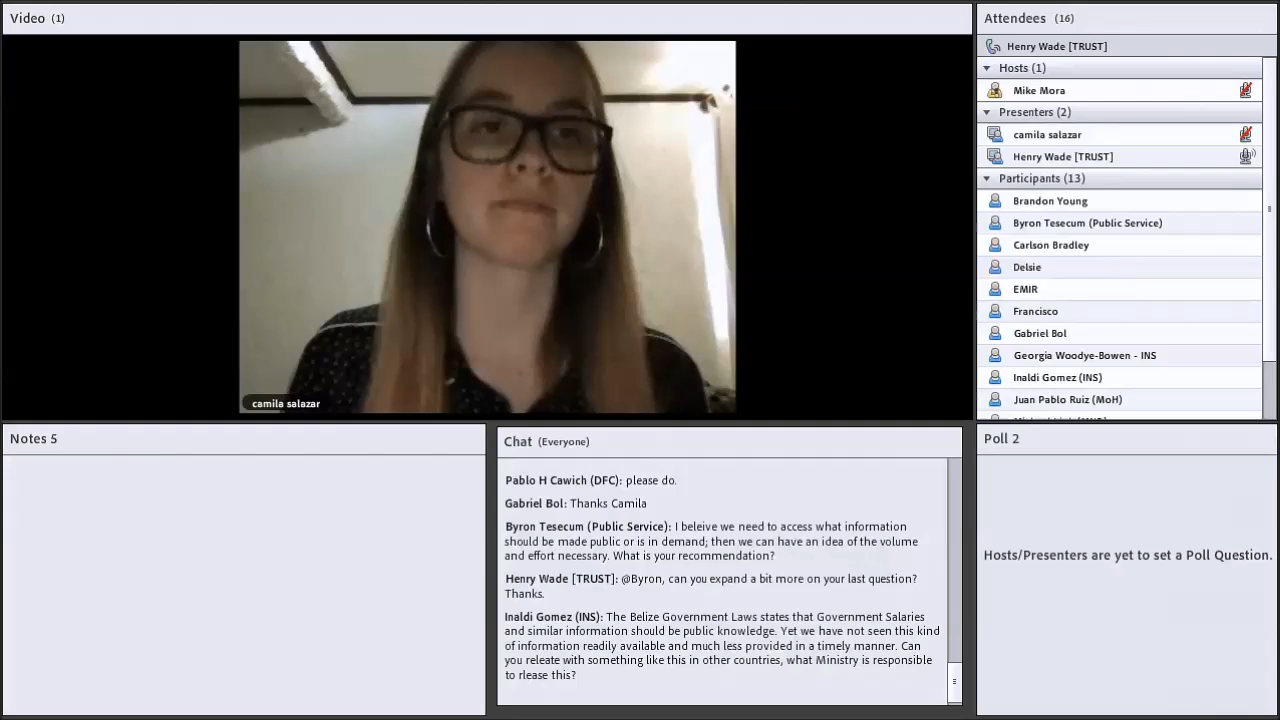 Video (1)
camila salazar
Attendees (16)
Henry Wade [TRUST]
Hosts (1)
Mike Mora
Presenters (2)
camila salazar
Henry Wade [TRUST]
Participants (13)
Brandon Young
Byron Tesecum (Public Service)
Carlson Bradley
Delsie
EMIR
Francisco
Gabriel Bol
Georgia Woodye-Bowen - INS
Inaldi Gomez (INS)
Juan Pablo Ruiz (MoH)
Notes 5
Chat (Everyone)
Pablo H Cawich (DFC): please do.
Gabriel Bol: Thanks Camila
Byron Tesecum (Public Service): I beleive we need to access what information
should be made public or is in demand; then we can have an idea of the volume
and effort necessary. What is your recommendation?
Henry Wade [TRUST]: @Byron, can you expand a bit more on your last question?
Thanks.
Inaldi Gomez (INS): The Belize Government Laws states that Government Salaries
and similar information should be public knowledge. Yet we have not seen this kind
of information readily available and much less provided in a timely manner. Can
you releate with something like this in other countries, what Ministry is responsible
to rlease this?
Poll 2
Hosts/Presenters are yet to set a Poll Question.